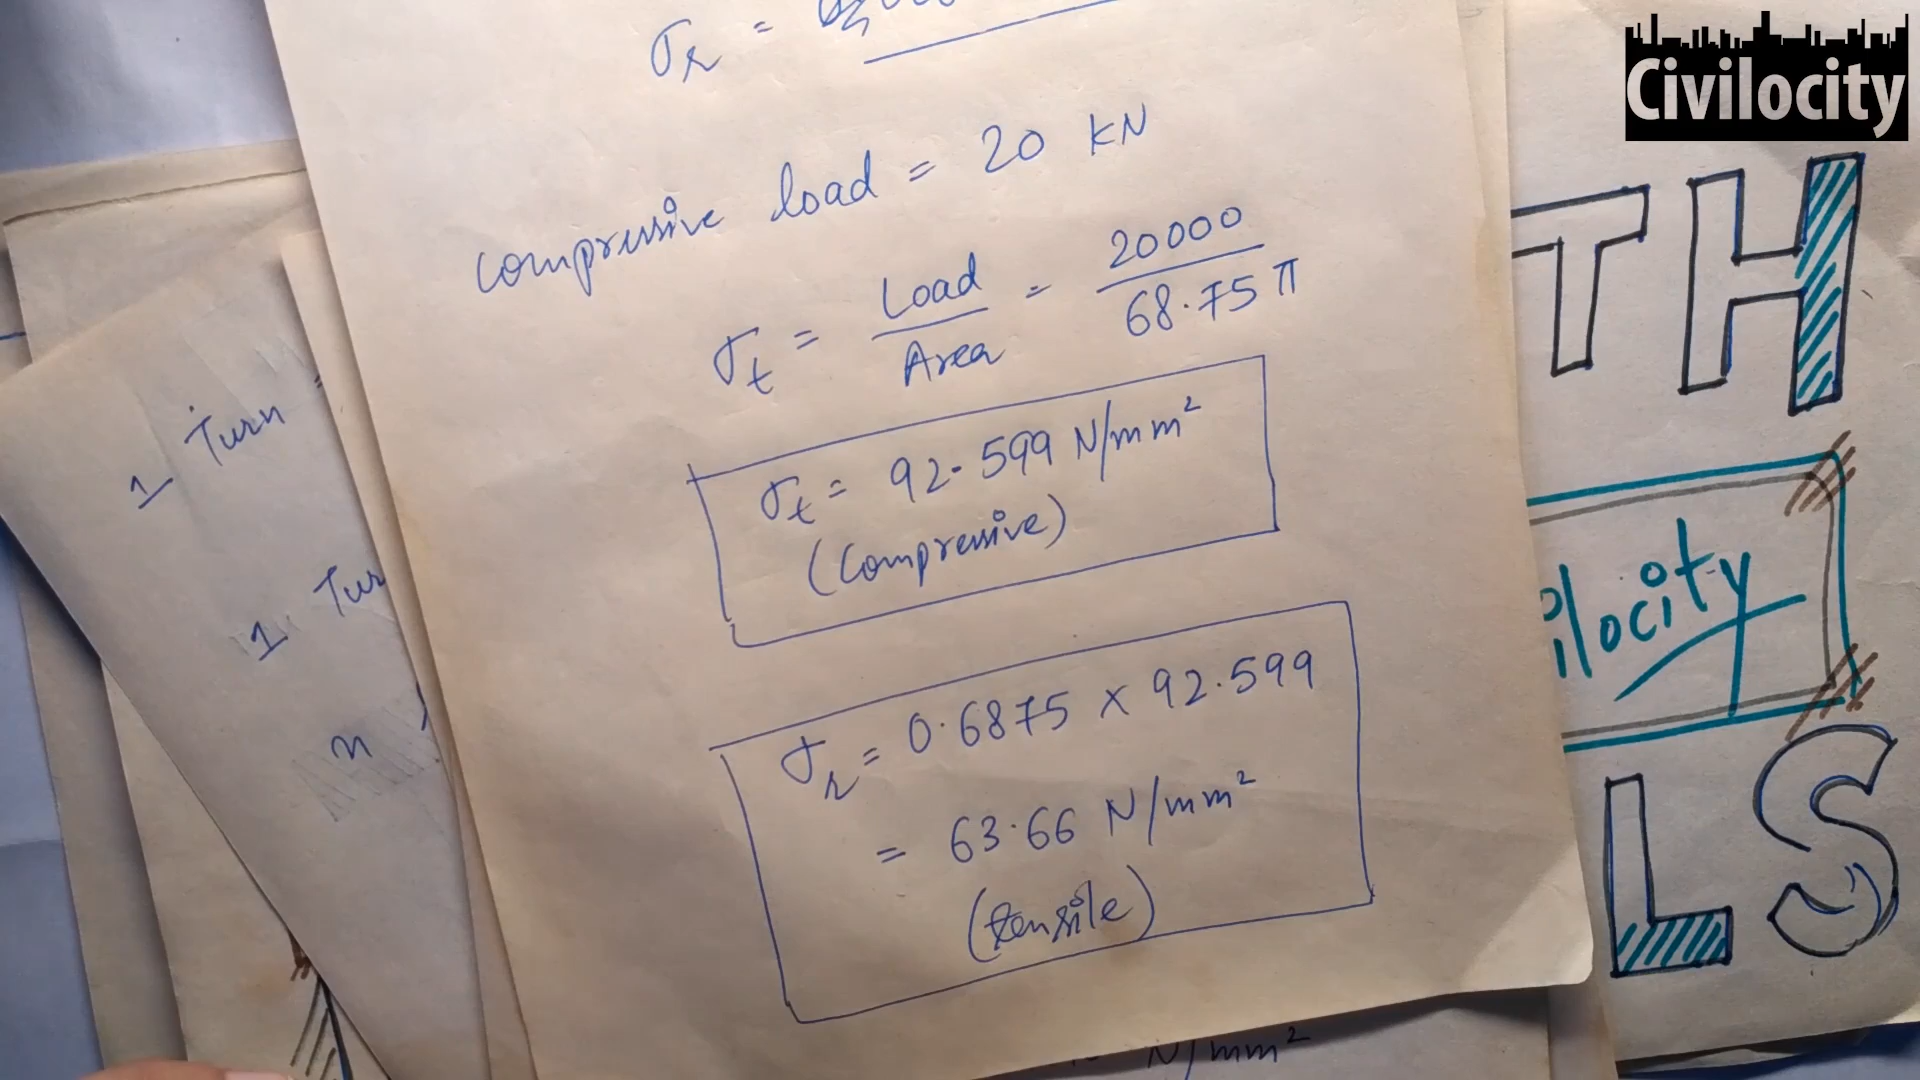 σr =
Compressive load = 20 kN
σt = Load / Area = 20000 / 68.75 π
σt = 92.599 N/mm²
(Compressive)
σr = 0.6875 × 92.599
= 63.66 N/mm²
(tensile)
1 Turn
1 Tur
n
N/mm²
Civilocity
TH
ilocity
LS